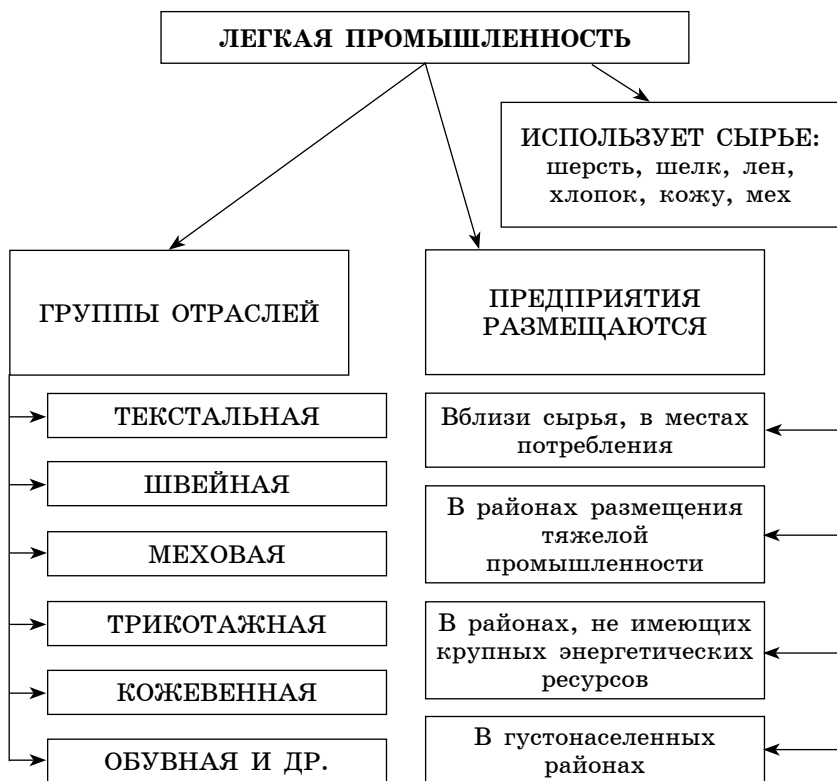 ЛЕГКАЯ ПРОМЫШЛЕННОСТЬ
ИСПОЛЬЗУЕТ СЫРЬЕ:
шерсть, шелк, лен,
хлопок, кожу, мех
ГРУППЫ ОТРАСЛЕЙ
ПРЕДПРИЯТИЯ
РАЗМЕЩАЮТСЯ
ТЕКСТАЛЬНАЯ
ШВЕЙНАЯ
МЕХОВАЯ
ТРИКОТАЖНАЯ
КОЖЕВЕННАЯ
ОБУВНАЯ И ДР.
Вблизи сырья, в местах
потребления
В районах размещения
тяжелой
промышленности
В районах, не имеющих
крупных энергетических
ресурсов
В густонаселенных
районах